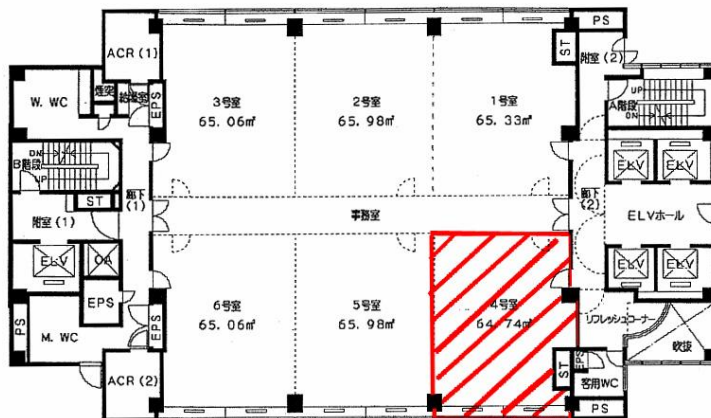 PS
ACR(1)
ST
附室(2)
W.WC
煙突
給湯室
EPS
3号室
65.06㎡
2号室
65.98㎡
1号室
65.33㎡
UP
A階段
DN
DN
B階段
UP
ELV
ELV
ST
廊下
(1)
事務室
廊下
(2)
ELVホール
附室(1)
ELV
OA
ELV
ELV
EPS
6号室
65.06㎡
5号室
65.98㎡
4号室
64.74㎡
リフレッシュコーナー
PS
M.WC
EPS
吹抜
ST
EPS
客用WC
ACR(2)
PS